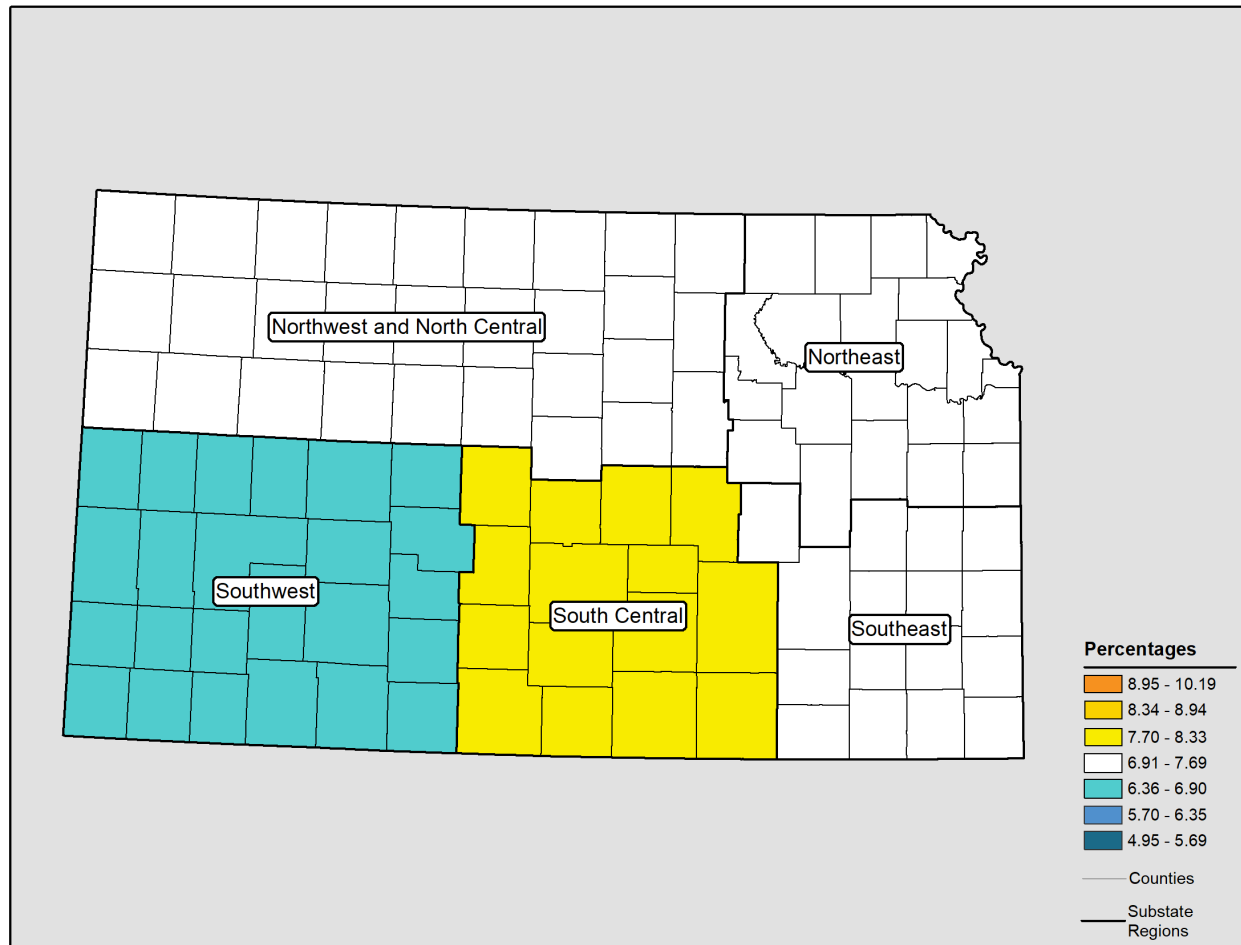 Northwest and North Central
Northeast
Southwest
South Central
Southeast
Percentages
8.95 - 10.19
8.34 - 8.94
7.70 - 8.33
6.91 - 7.69
6.36 - 6.90
5.70 - 6.35
4.95 - 5.69
Counties
Substate
Regions